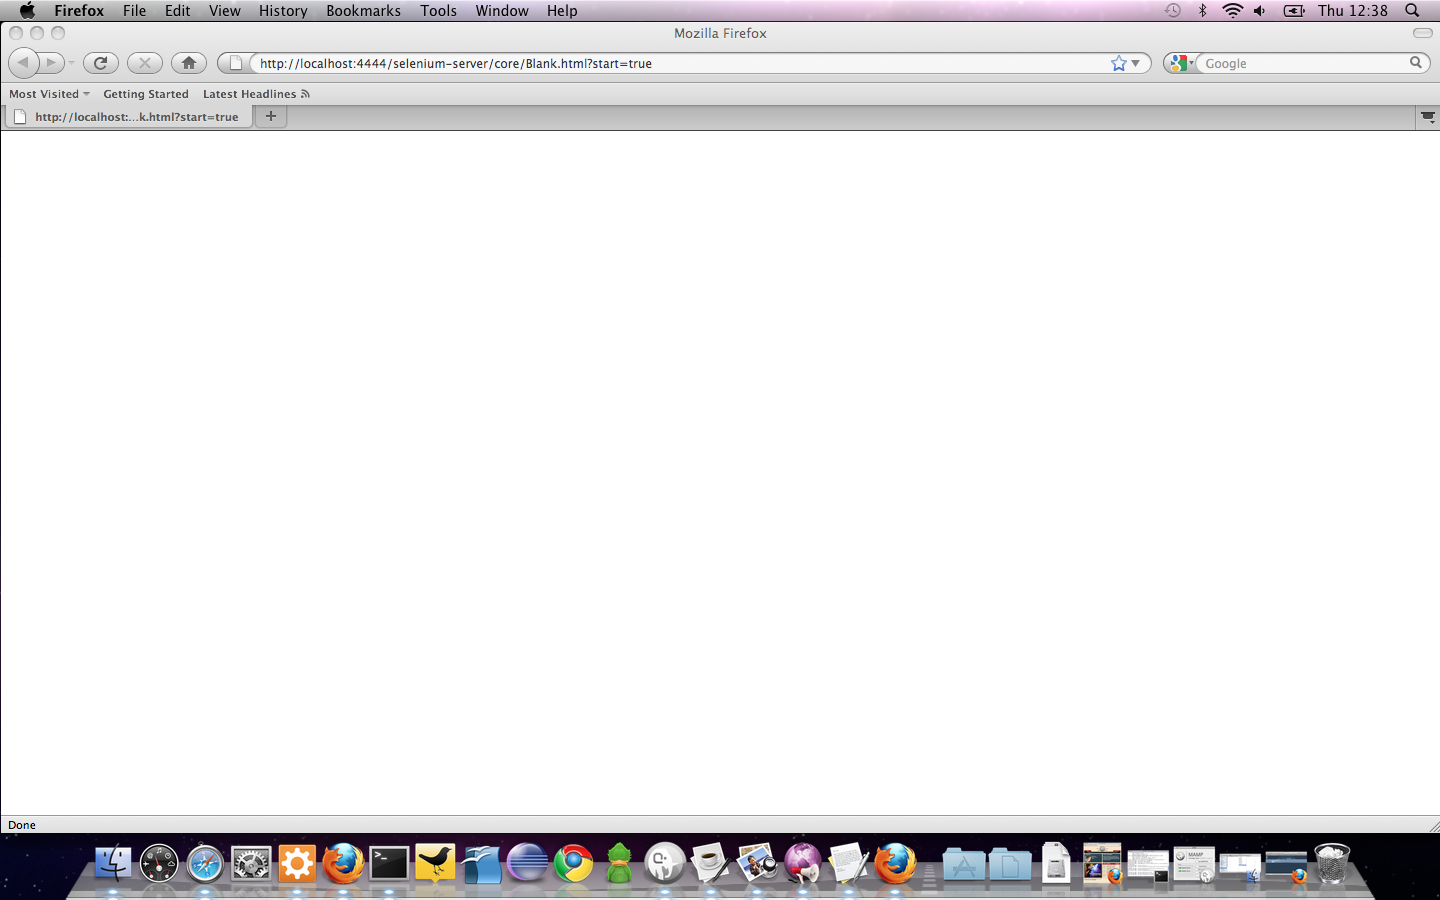 Firefox File Edit View History Bookmarks Tools Window Help Thu 12:38
Mozilla Firefox
http://localhost:4444/selenium-server/core/Blank.html?start=true Google
Most Visited Getting Started Latest Headlines
http://localhost:...k.html?start=true
Done